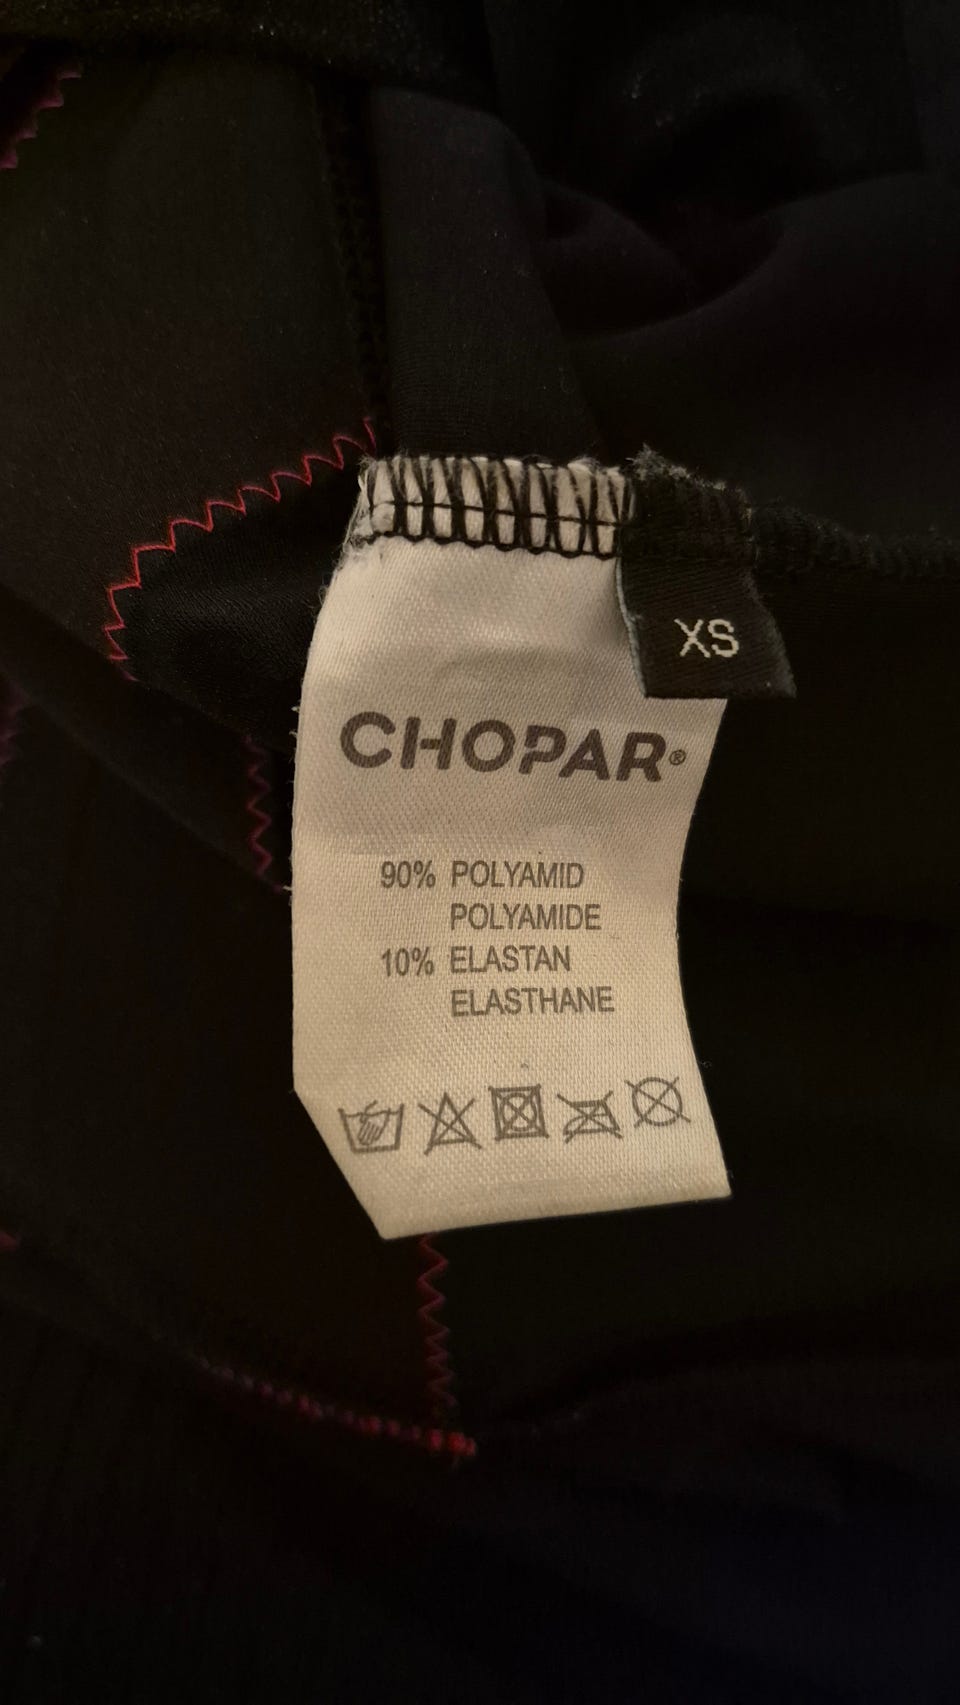 XS
CHOPAR®
90% POLYAMID
POLYAMIDE
10% ELASTAN
ELASTHANE